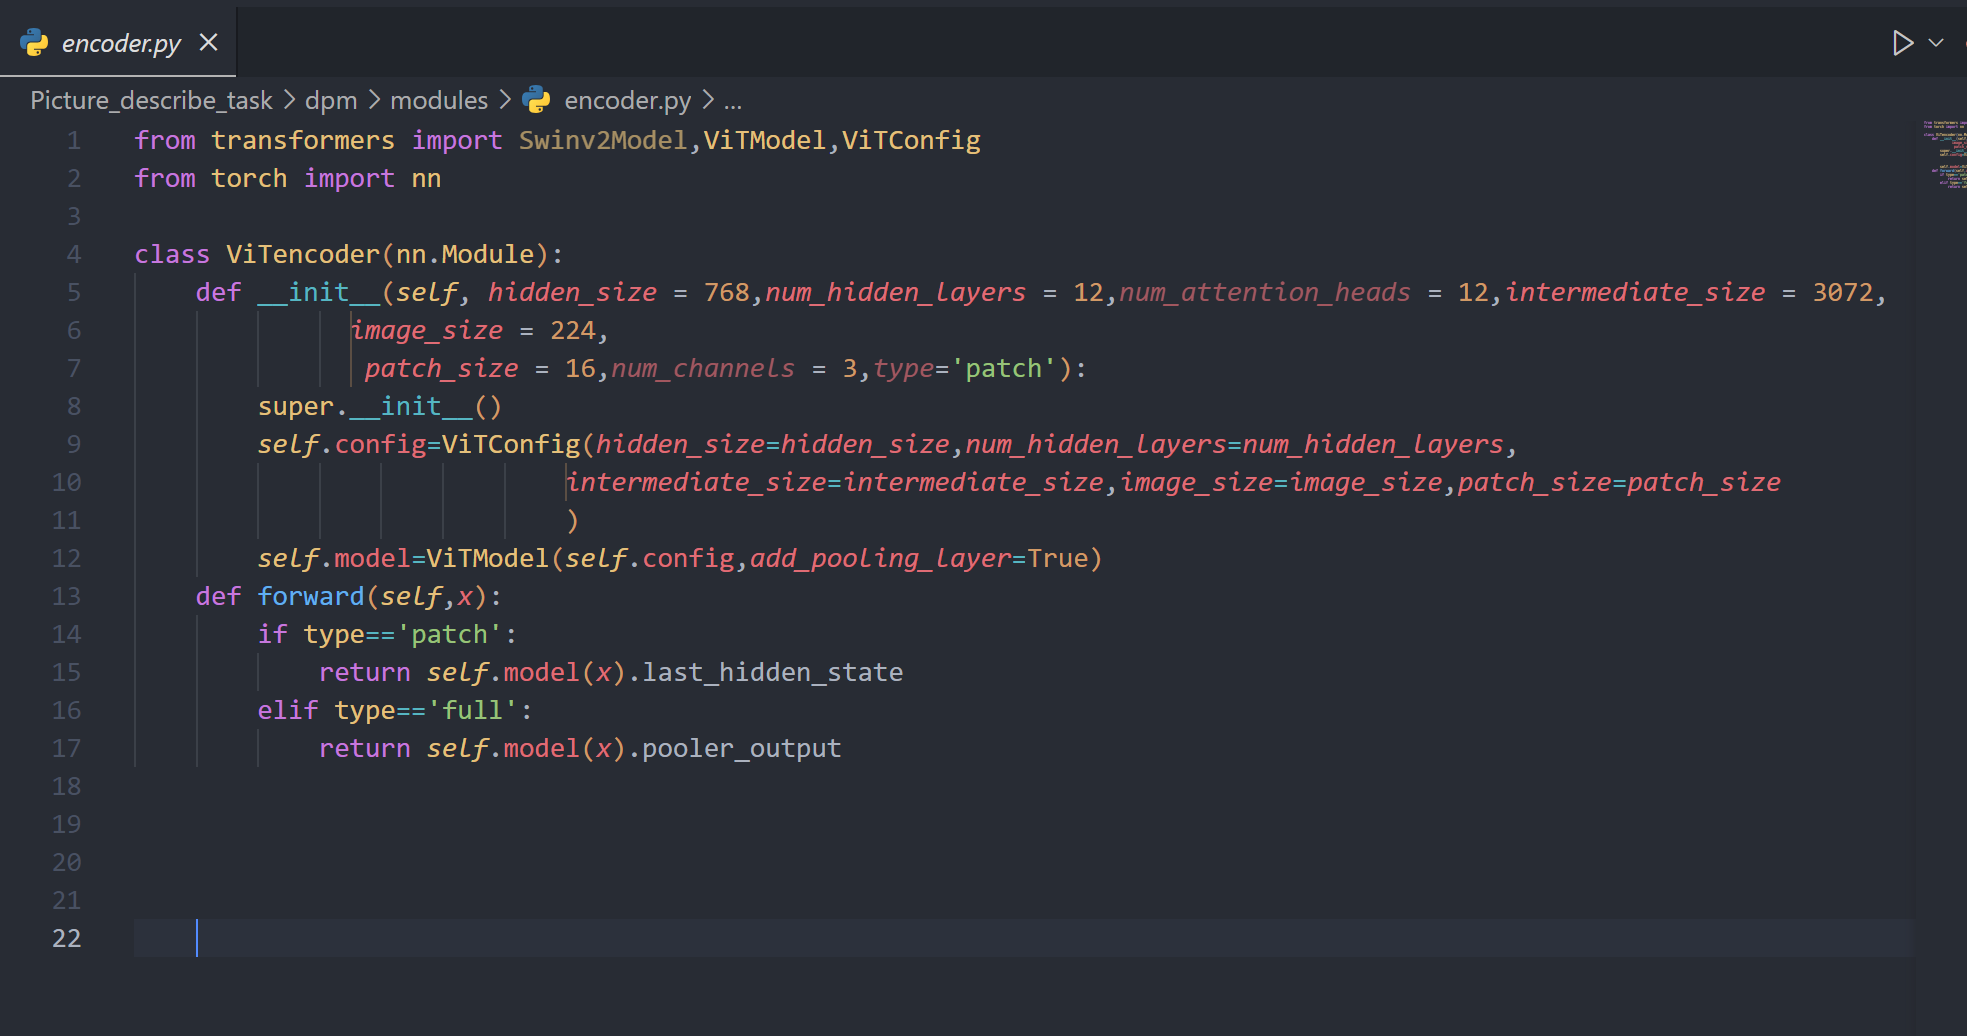 encoder.py
Picture_describe_task > dpm > modules > encoder.py > ...
1 from transformers import Swinv2Model,ViTModel,ViTConfig
2 from torch import nn
3
4 class ViTencoder(nn.Module):
5     def __init__(self, hidden_size = 768,num_hidden_layers = 12,num_attention_heads = 12,intermediate_size = 3072,
6               image_size = 224,
7                patch_size = 16,num_channels = 3,type='patch'):
8         super.__init__()
9         self.config=ViTConfig(hidden_size=hidden_size,num_hidden_layers=num_hidden_layers,
10                             intermediate_size=intermediate_size,image_size=image_size,patch_size=patch_size
11                             )
12         self.model=ViTModel(self.config,add_pooling_layer=True)
13     def forward(self,x):
14         if type=='patch':
15             return self.model(x).last_hidden_state
16         elif type=='full':
17             return self.model(x).pooler_output
18
19
20
21
22